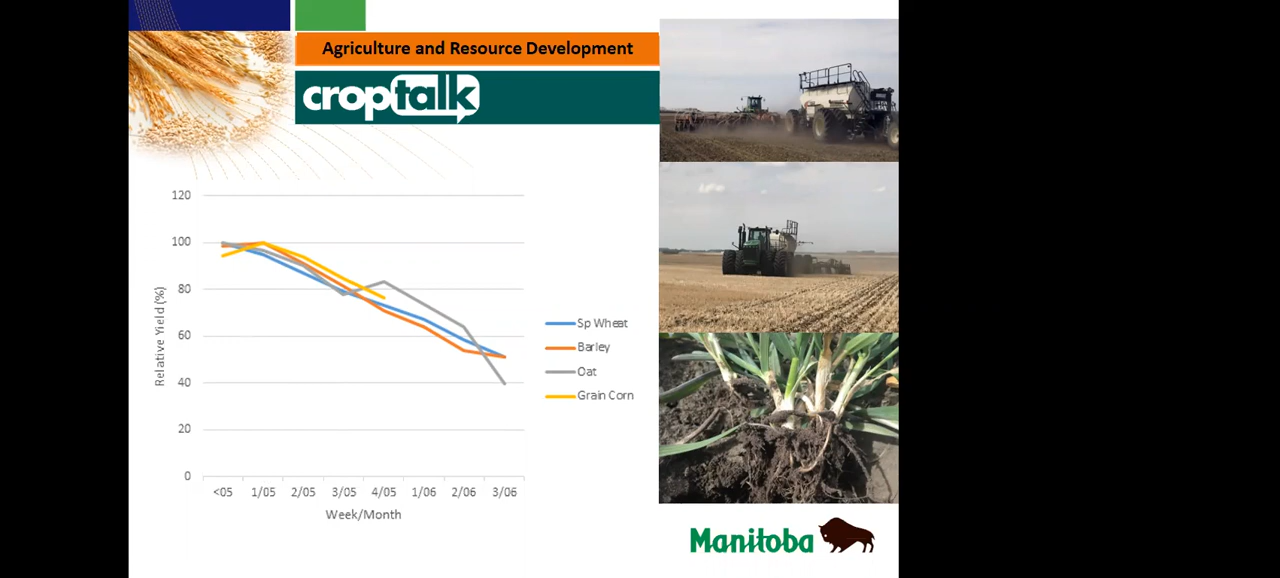 Agriculture and Resource Development
croptalk
120
100
80
60
40
20
0
Relative Yield (%)
<05 1/05 2/05 3/05 4/05 1/06 2/06 3/06
Week/Month
Sp Wheat
Barley
Oat
Grain Corn
Manitoba